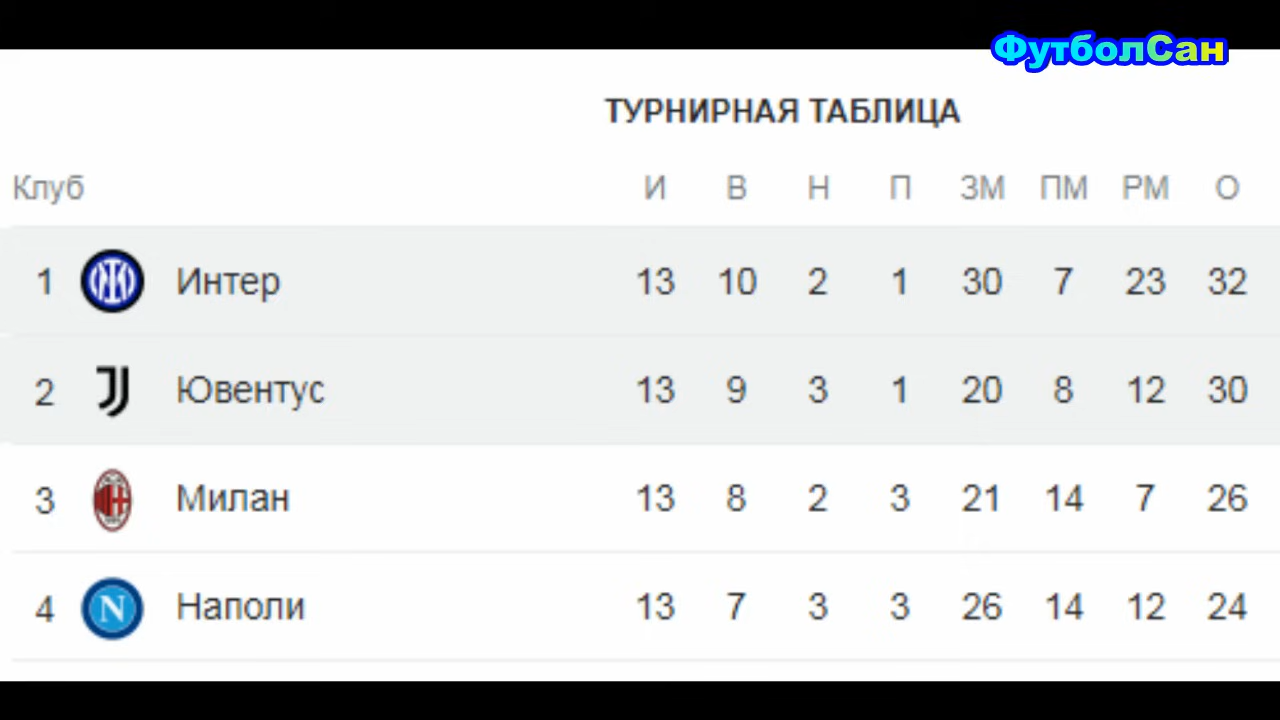 ФутболСан
ТУРНИРНАЯ ТАБЛИЦА
Клуб И В Н П ЗМ ПМ РМ О
1 Интер 13 10 2 1 30 7 23 32
2 Ювентус 13 9 3 1 20 8 12 30
3 Милан 13 8 2 3 21 14 7 26
4 N Наполи 13 7 3 3 26 14 12 24